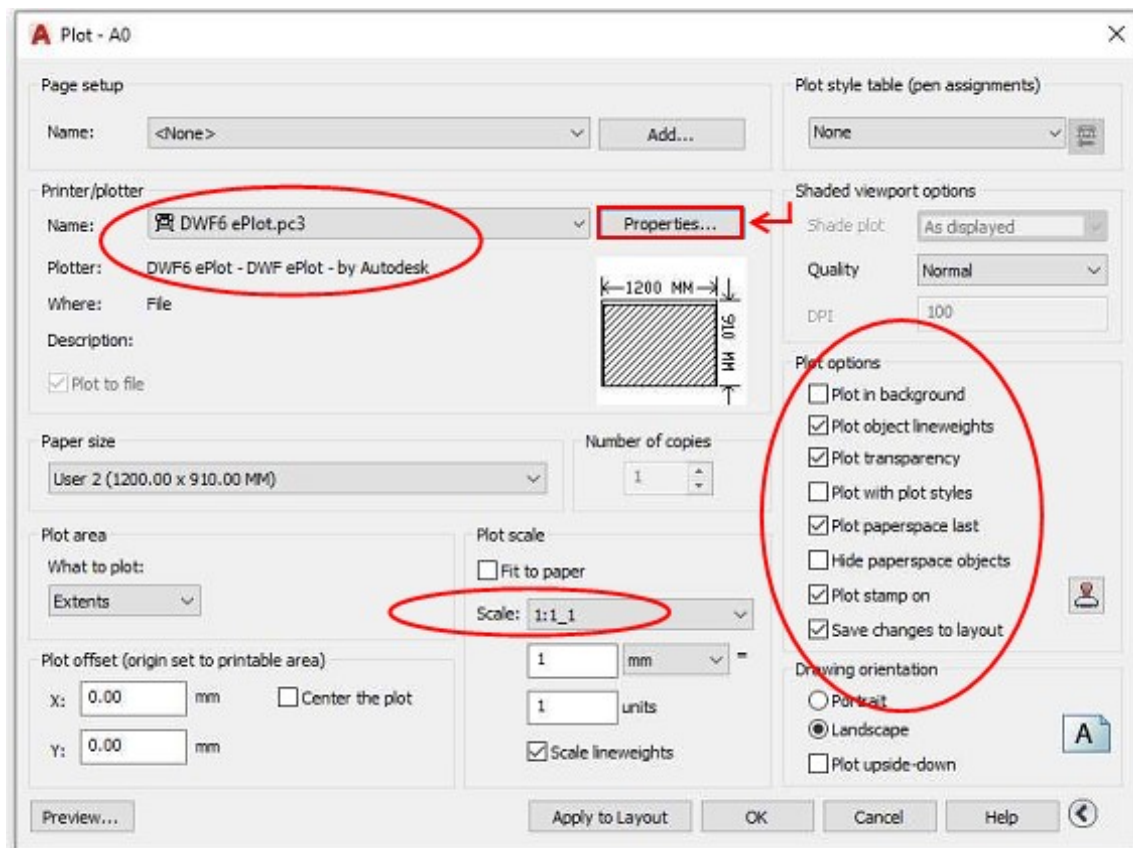 Plot - A0
Page setup
Name: <None> Add...
Plot style table (pen assignments)
None
Printer/plotter
Name: DWF6 ePlot.pc3 Properties...
Plotter: DWF6 ePlot - DWF ePlot - by Autodesk
Where: File
Description:
Plot to file
1200 MM
910 MM
Shaded viewport options
Shade plot As displayed
Quality Normal
DPI 100
Paper size
User 2 (1200.00 x 910.00 MM)
Number of copies
1
Plot options
Plot in background
Plot object lineweights
Plot transparency
Plot with plot styles
Plot paperspace last
Hide paperspace objects
Plot stamp on
Save changes to layout
Plot area
What to plot:
Extents
Plot scale
Fit to paper
Scale: 1:1_1
1 mm =
1 units
Scale lineweights
Plot offset (origin set to printable area)
X: 0.00 mm Center the plot
Y: 0.00 mm
Drawing orientation
Portrait
Landscape
Plot upside-down
A
Preview... Apply to Layout OK Cancel Help